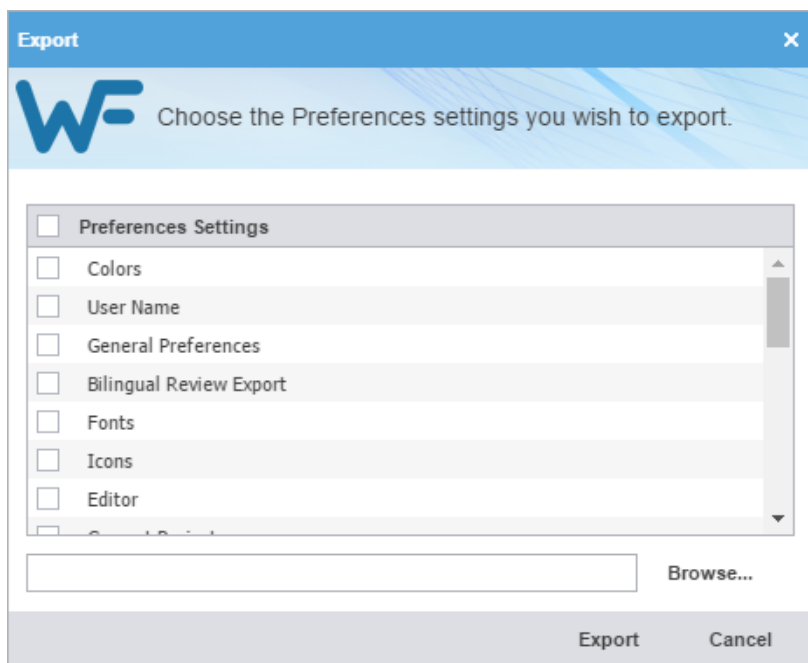 Export
WF Choose the Preferences settings you wish to export.
Preferences Settings
Colors
User Name
General Preferences
Bilingual Review Export
Fonts
Icons
Editor
Browse...
Export Cancel